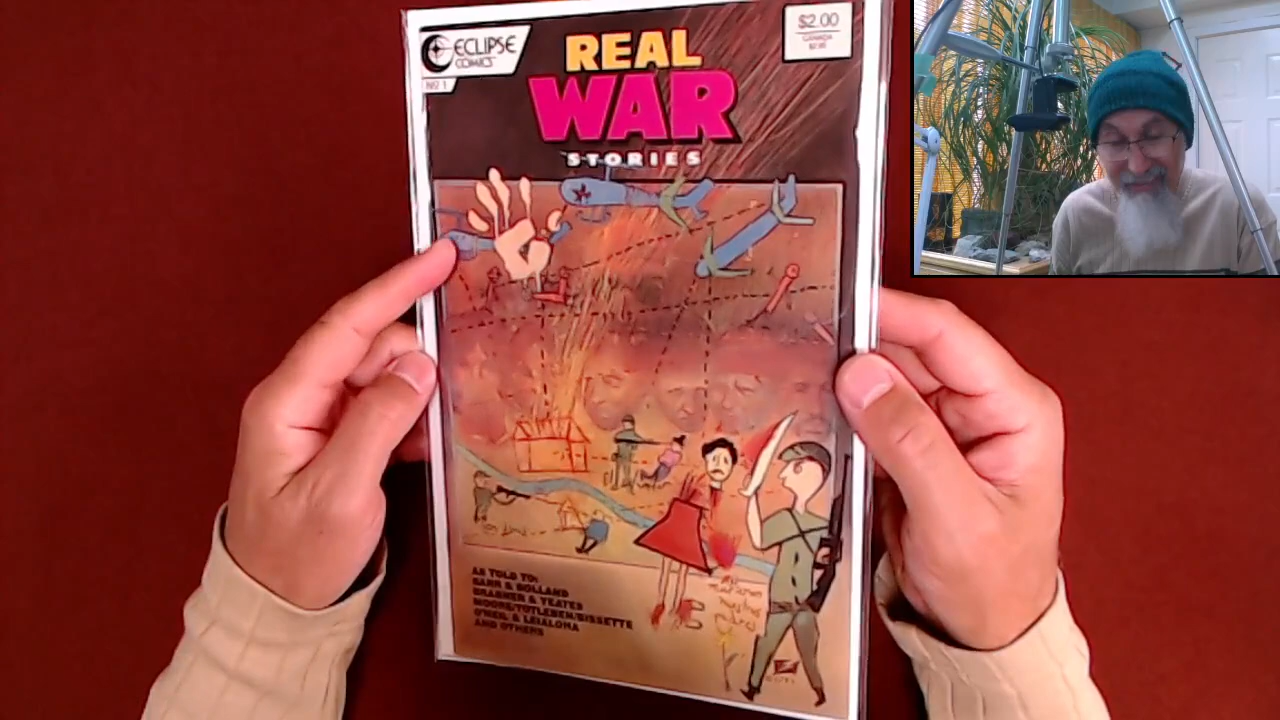 ECLIPSE
COMICS
NO 1
$2.00
CANADA
REAL
WAR
STORIES
AS TOLD TO:
BARR & BOLLAND
BRABNER & YEATES
MOORE/TOTLEBEN/BISSETTE
O'NEIL & LEIALOHA
AND OTHERS